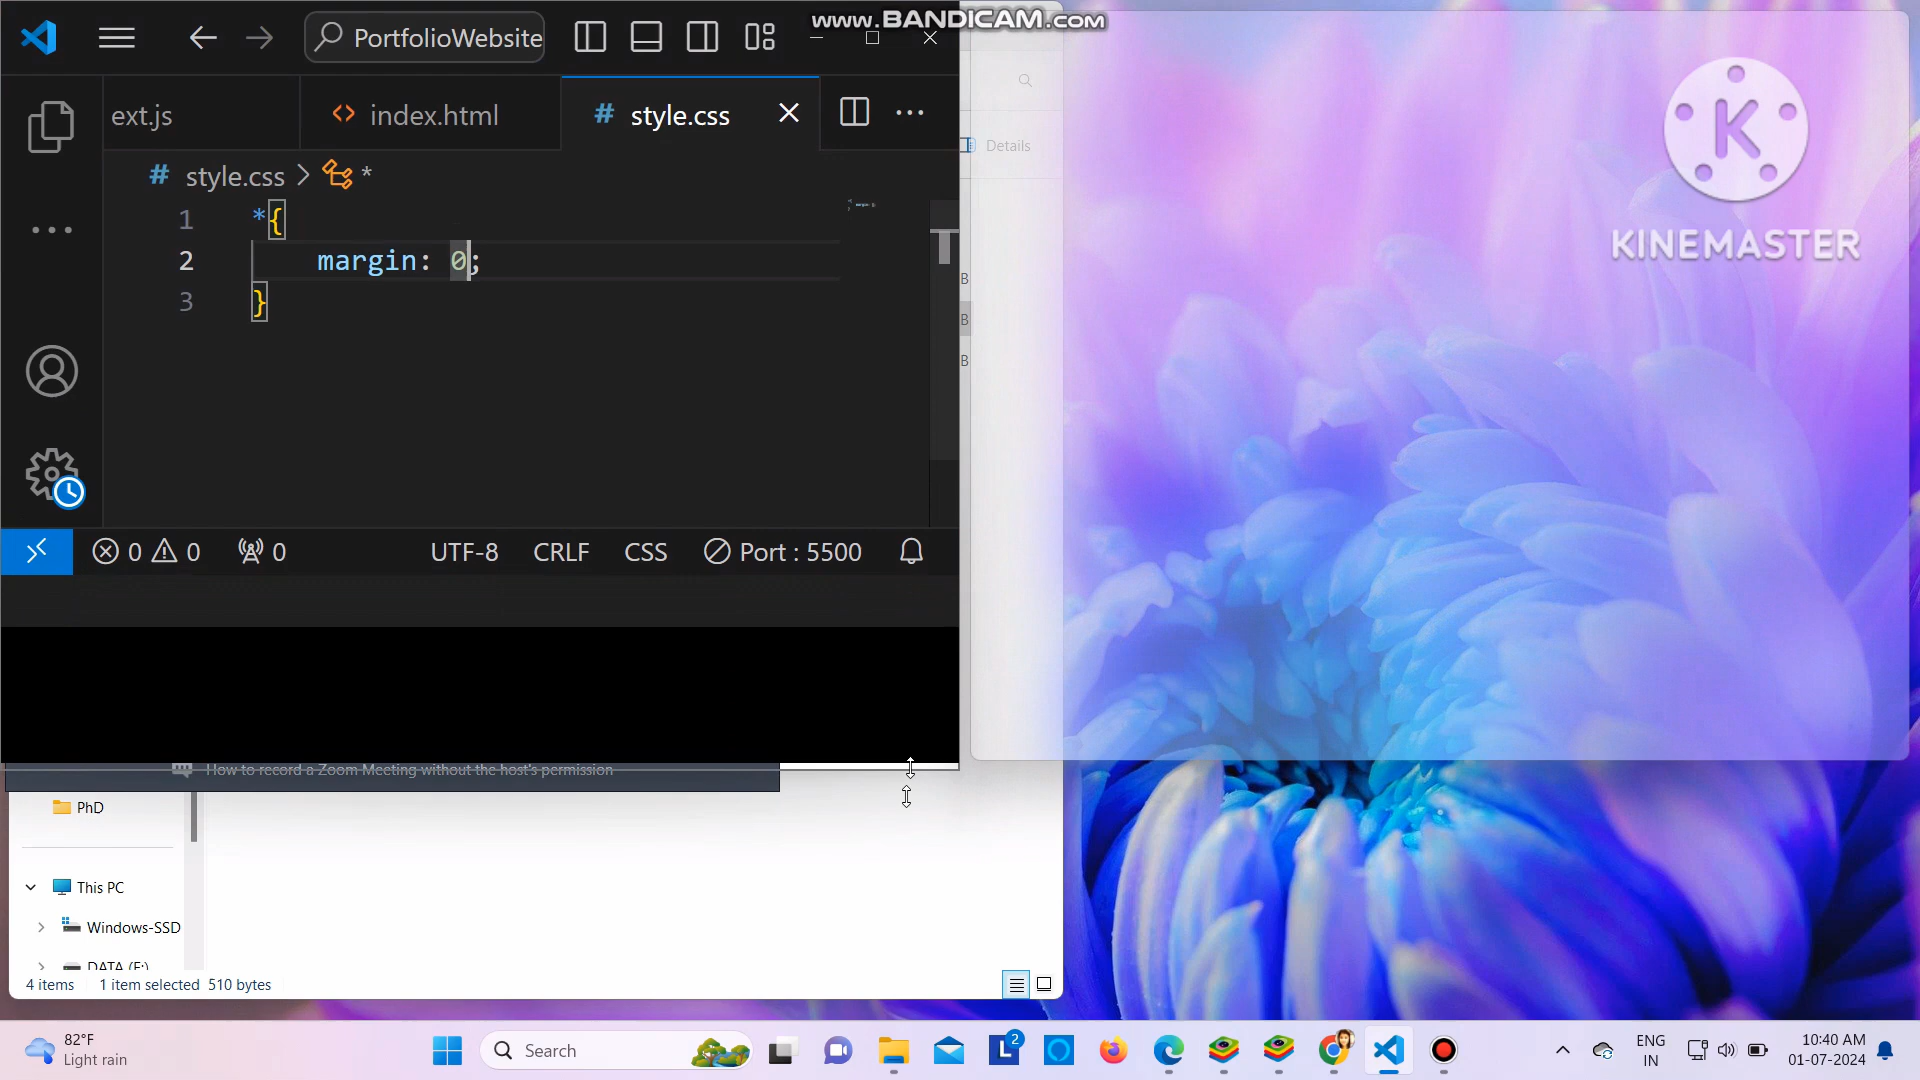 www.BANDICAM.com
PortfolioWebsite
ext.js
index.html
style.css
style.css > *
1 *{
2 margin: 0;
3 }
Details
B
B
B
KINEMASTER
0 0 0 UTF-8 CRLF CSS Port : 5500
How to record a Zoom Meeting without the host's permission
PhD
This PC
Windows-SSD
DATA (E:)
4 items 1 item selected 510 bytes
82°F
Light rain
Search
2
ENG
IN
10:40 AM
01-07-2024